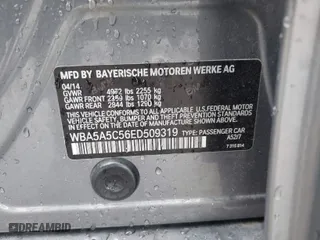 MFD BY BAYERISCHE MOTOREN WERKE AG
04/14
GVWR 4972 lbs 2255 kg
GAWR FRONT 2359 lbs 1070 kg
GAWR REAR 2844 lbs 1290 kg
THIS VEHICLE CONFORMS TO ALL APPLICABLE U.S. FEDERAL MOTOR
VEHICLE SAFETY, BUMPER, AND THEFT PREVENTION STANDARDS
IN EFFECT ON THE DATE OF MANUFACTURE SHOWN ABOVE.
WBA5A5C56ED509319 TYPE: PASSENGER CAR
DREAMBID